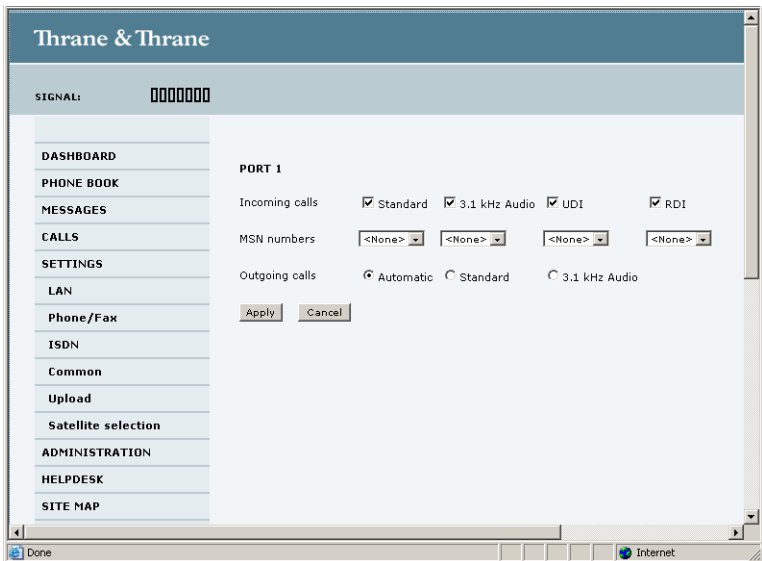 Thrane & Thrane
SIGNAL:
DASHBOARD
PHONE BOOK
MESSAGES
CALLS
SETTINGS
LAN
Phone/Fax
ISDN
Common
Upload
Satellite selection
ADMINISTRATION
HELPDESK
SITE MAP
PORT 1
Incoming calls Standard 3.1 kHz Audio UDI RDI
MSN numbers <None> <None> <None> <None>
Outgoing calls Automatic Standard 3.1 kHz Audio
Apply Cancel
Done Internet